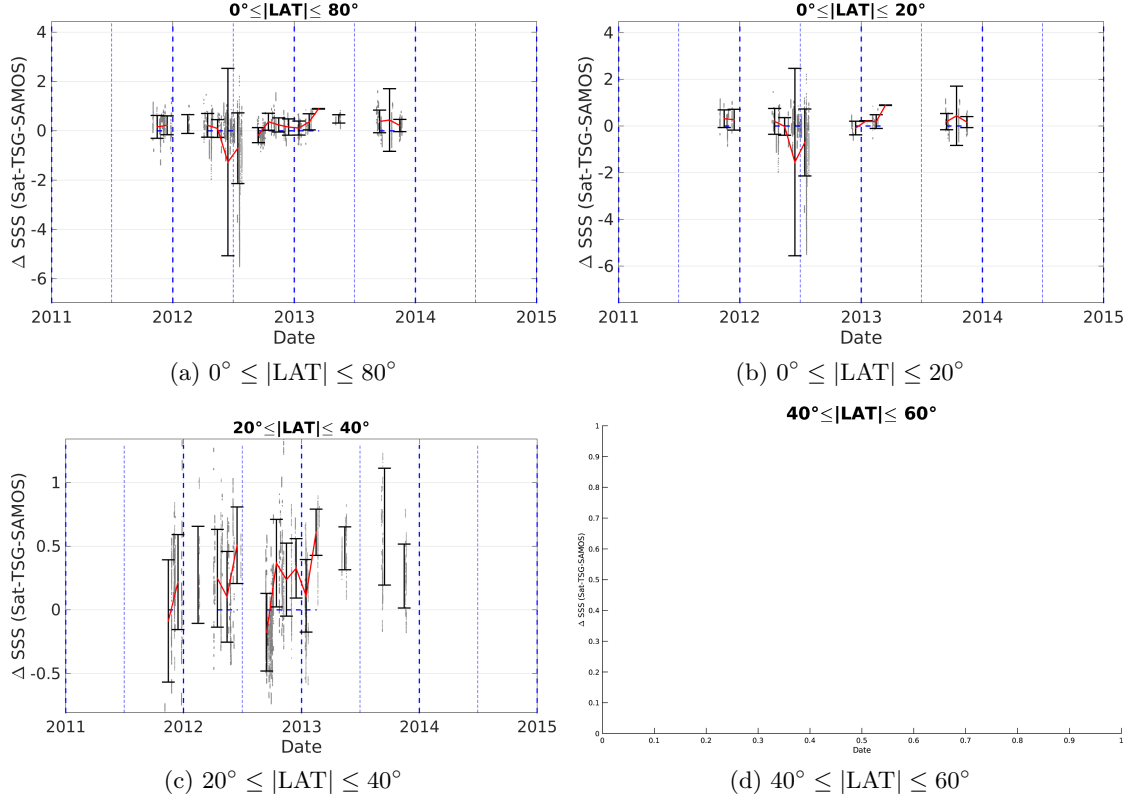 0°≤|LAT|≤ 80°
4
2
0
-2
-4
-6
Δ SSS (Sat-TSG-SAMOS)
2011 2012 2013 2014 2015
Date
(a) 0° ≤ |LAT| ≤ 80°
0°≤|LAT|≤ 20°
4
2
0
-2
-4
-6
Δ SSS (Sat-TSG-SAMOS)
2011 2012 2013 2014 2015
Date
(b) 0° ≤ |LAT| ≤ 20°
20°≤|LAT|≤ 40°
1
0.5
0
-0.5
Δ SSS (Sat-TSG-SAMOS)
2011 2012 2013 2014 2015
Date
(c) 20° ≤ |LAT| ≤ 40°
40°≤|LAT|≤ 60°
1
0.9
0.8
0.7
0.6
0.5
0.4
0.3
0.2
0.1
0
Δ SSS (Sat-TSG-SAMOS)
0 0.1 0.2 0.3 0.4 0.5 0.6 0.7 0.8 0.9 1
Date
(d) 40° ≤ |LAT| ≤ 60°